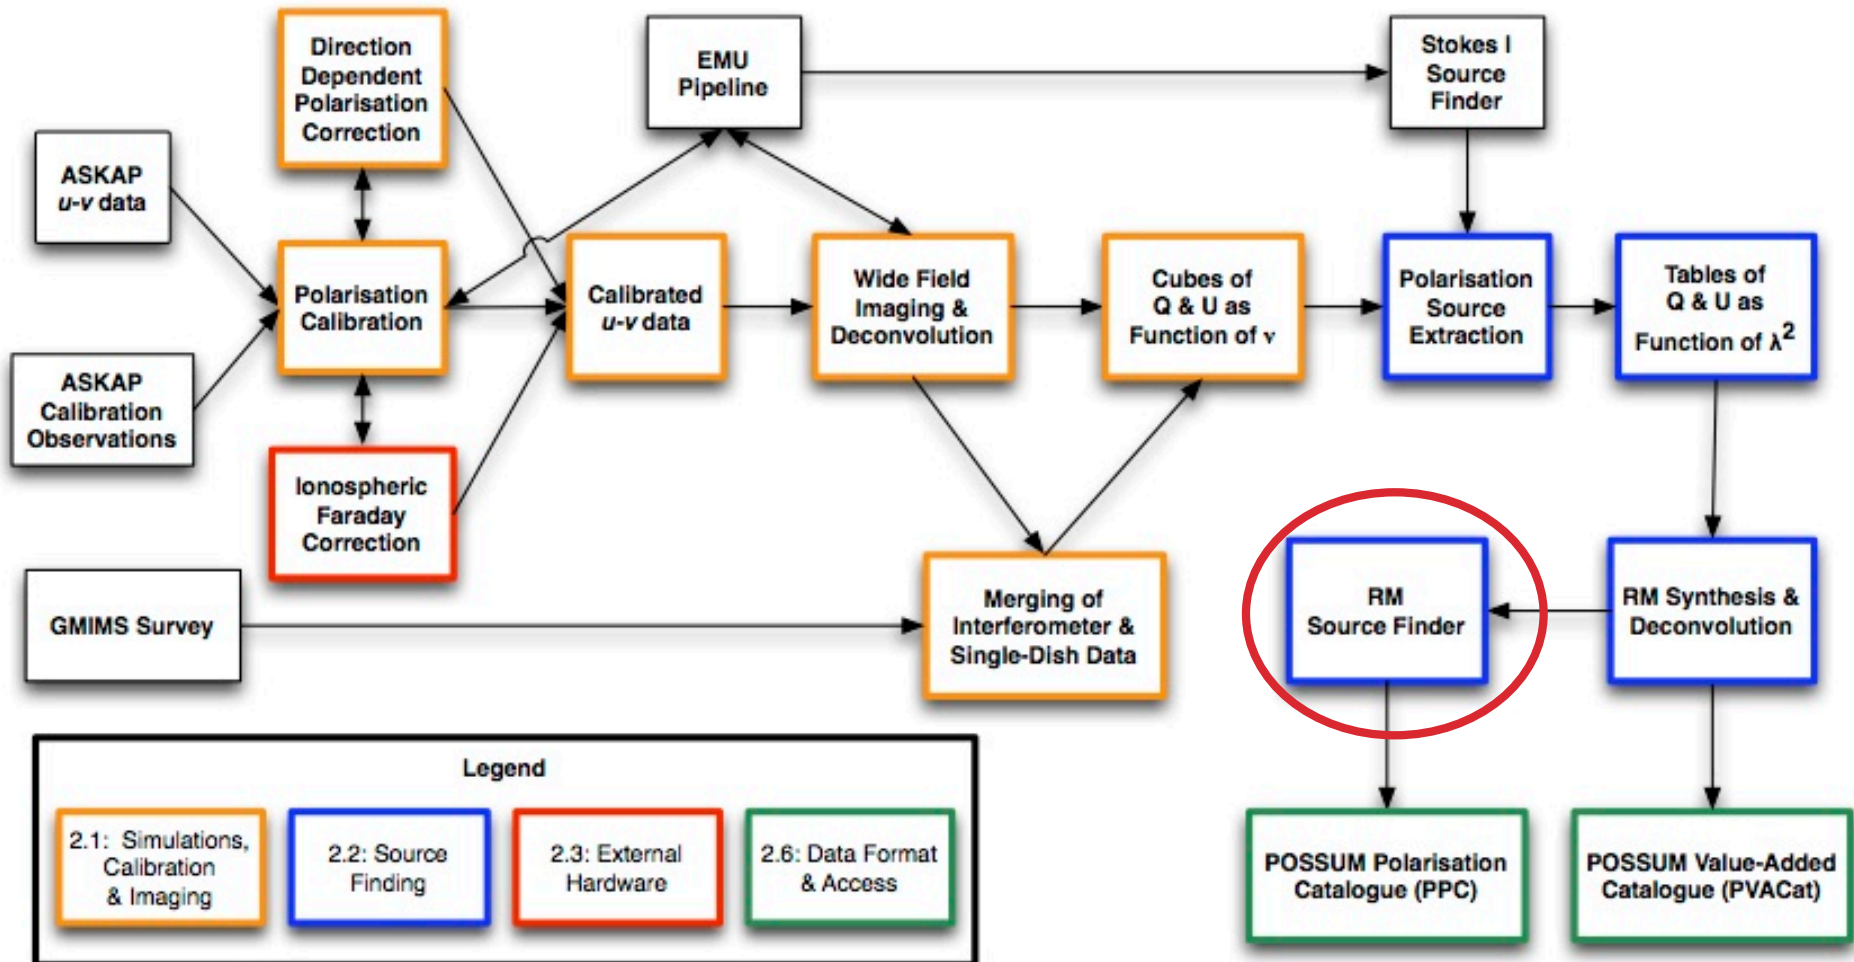 Direction
Dependent
Polarisation
Correction
EMU
Pipeline
Stokes I
Source
Finder
ASKAP
u-v data
Polarisation
Calibration
Calibrated
u-v data
Wide Field
Imaging &
Deconvolution
Cubes of
Q & U as
Function of ν
Polarisation
Source
Extraction
Tables of
Q & U as
Function of λ²
ASKAP
Calibration
Observations
Ionospheric
Faraday
Correction
GMIMS Survey
Merging of
Interferometer &
Single-Dish Data
RM
Source Finder
RM Synthesis &
Deconvolution
Legend
2.1: Simulations,
Calibration
& Imaging
2.2: Source
Finding
2.3: External
Hardware
2.6: Data Format
& Access
POSSUM Polarisation
Catalogue (PPC)
POSSUM Value-Added
Catalogue (PVACat)